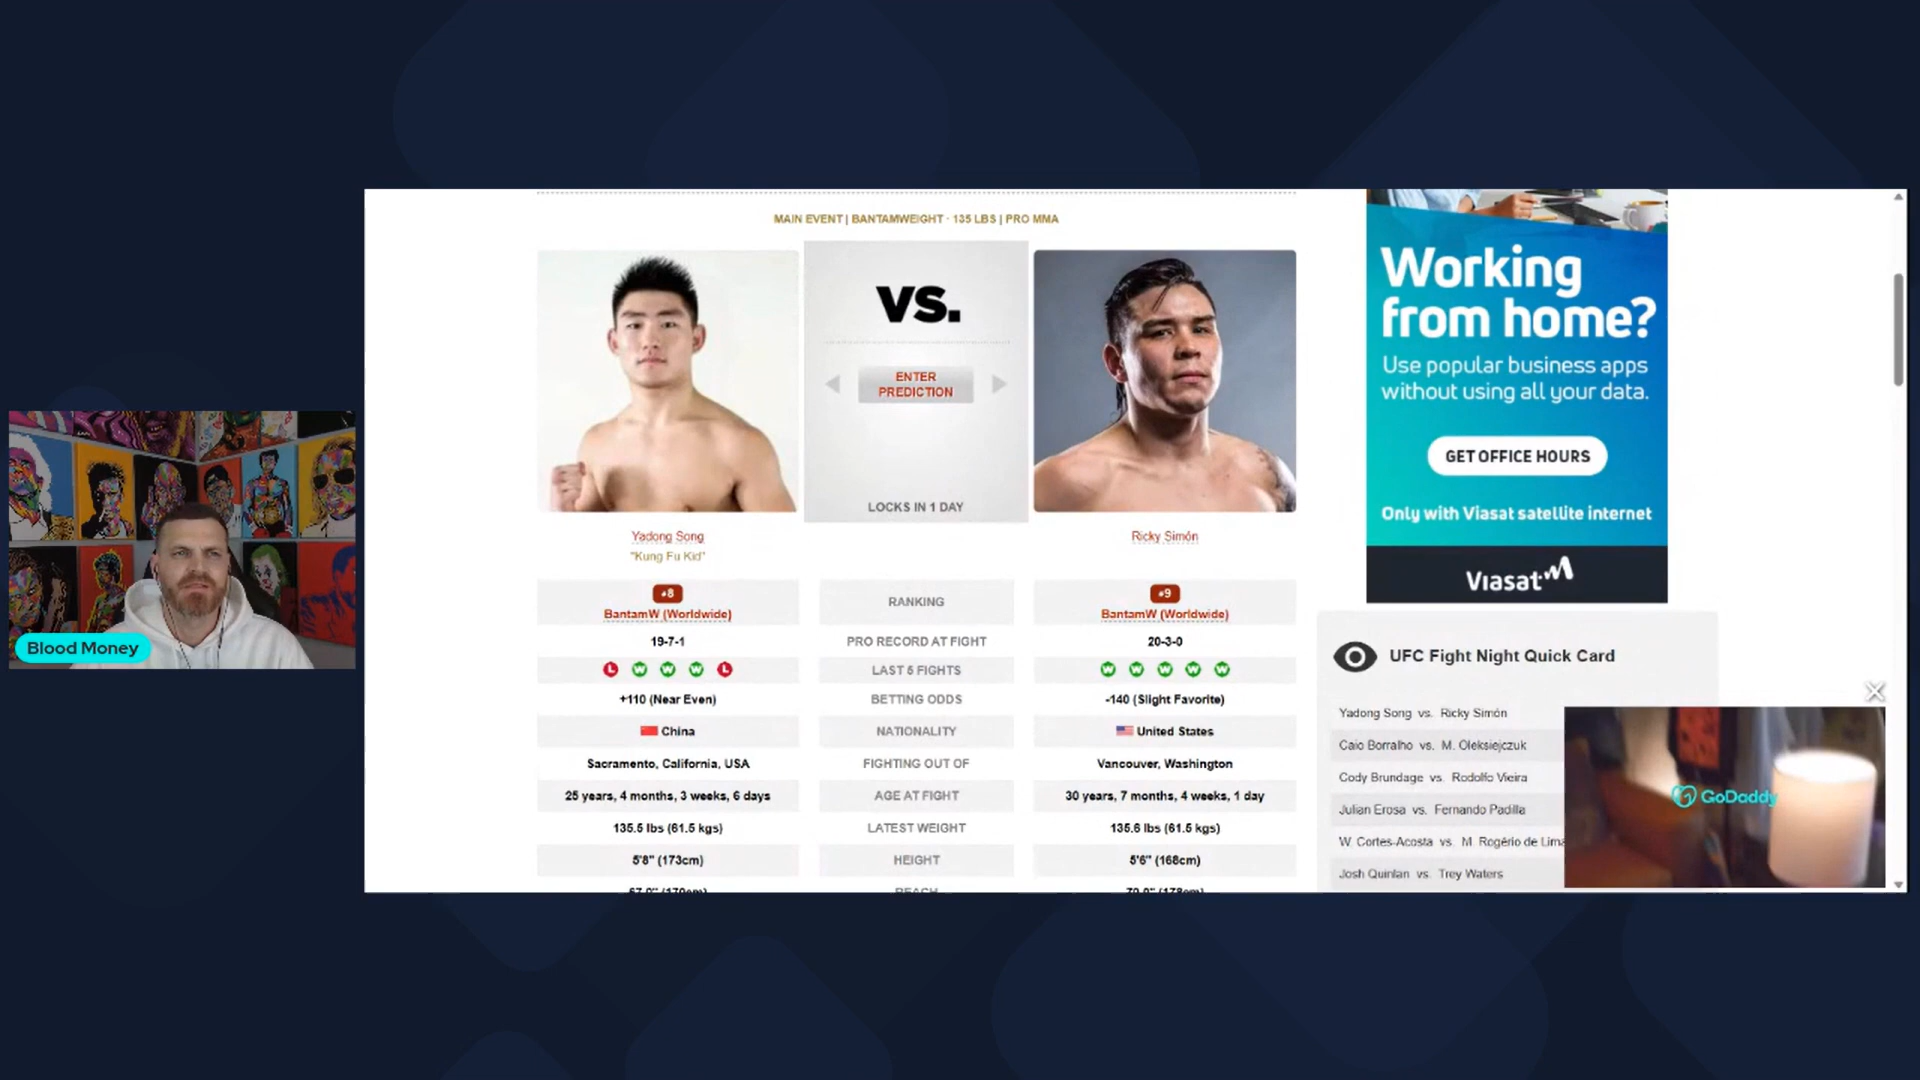 MAIN EVENT | BANTAMWEIGHT · 135 LBS | PRO MMA
VS.
ENTER
PREDICTION
LOCKS IN 1 DAY
Yadong Song
"Kung Fu Kid"
Ricky Simón
#8
BantamW (Worldwide)
RANKING
#9
BantamW (Worldwide)
19-7-1
PRO RECORD AT FIGHT
20-3-0
L W W W L
LAST 5 FIGHTS
W W W W W
+110 (Near Even)
BETTING ODDS
-140 (Slight Favorite)
China
NATIONALITY
United States
Sacramento, California, USA
FIGHTING OUT OF
Vancouver, Washington
25 years, 4 months, 3 weeks, 6 days
AGE AT FIGHT
30 years, 7 months, 4 weeks, 1 day
135.5 lbs (61.5 kgs)
LATEST WEIGHT
135.6 lbs (61.5 kgs)
5'8" (173cm)
HEIGHT
5'6" (168cm)
67.0" (170cm)
REACH
70.0" (178cm)
Working
from home?
Use popular business apps
without using all your data.
GET OFFICE HOURS
Only with Viasat satellite internet
Viasat
UFC Fight Night Quick Card
Yadong Song vs. Ricky Simón
Caio Borralho vs. M. Oleksiejczuk
Cody Brundage vs. Rodolfo Vieira
Julian Erosa vs. Fernando Padilla
W. Cortes-Acosta vs. M. Rogério de Lima
Josh Quinlan vs. Trey Waters
GoDaddy
Blood Money